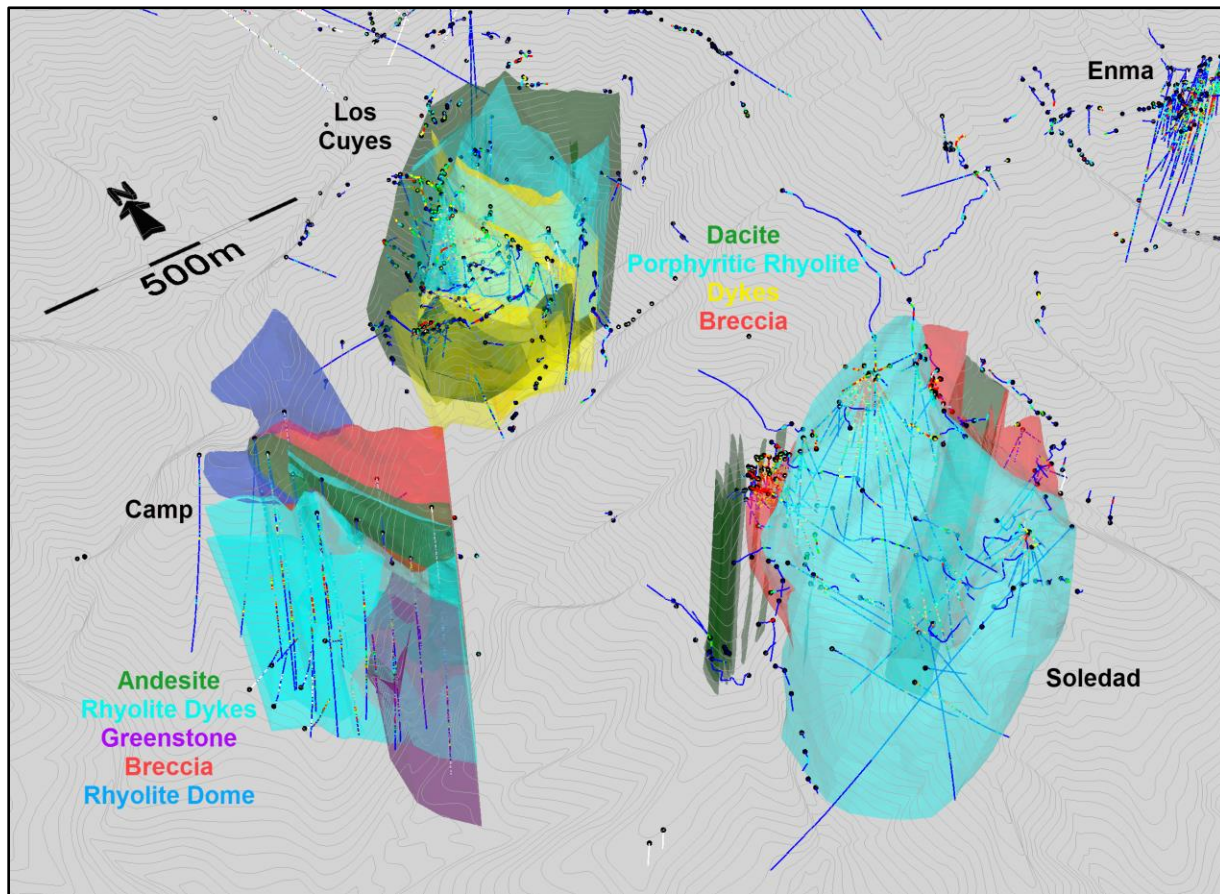 Enma
Los
Cuyes
N
500m
Dacite
Porphyritic Rhyolite
Dykes
Breccia
Camp
Soledad
Andesite
Rhyolite Dykes
Greenstone
Breccia
Rhyolite Dome